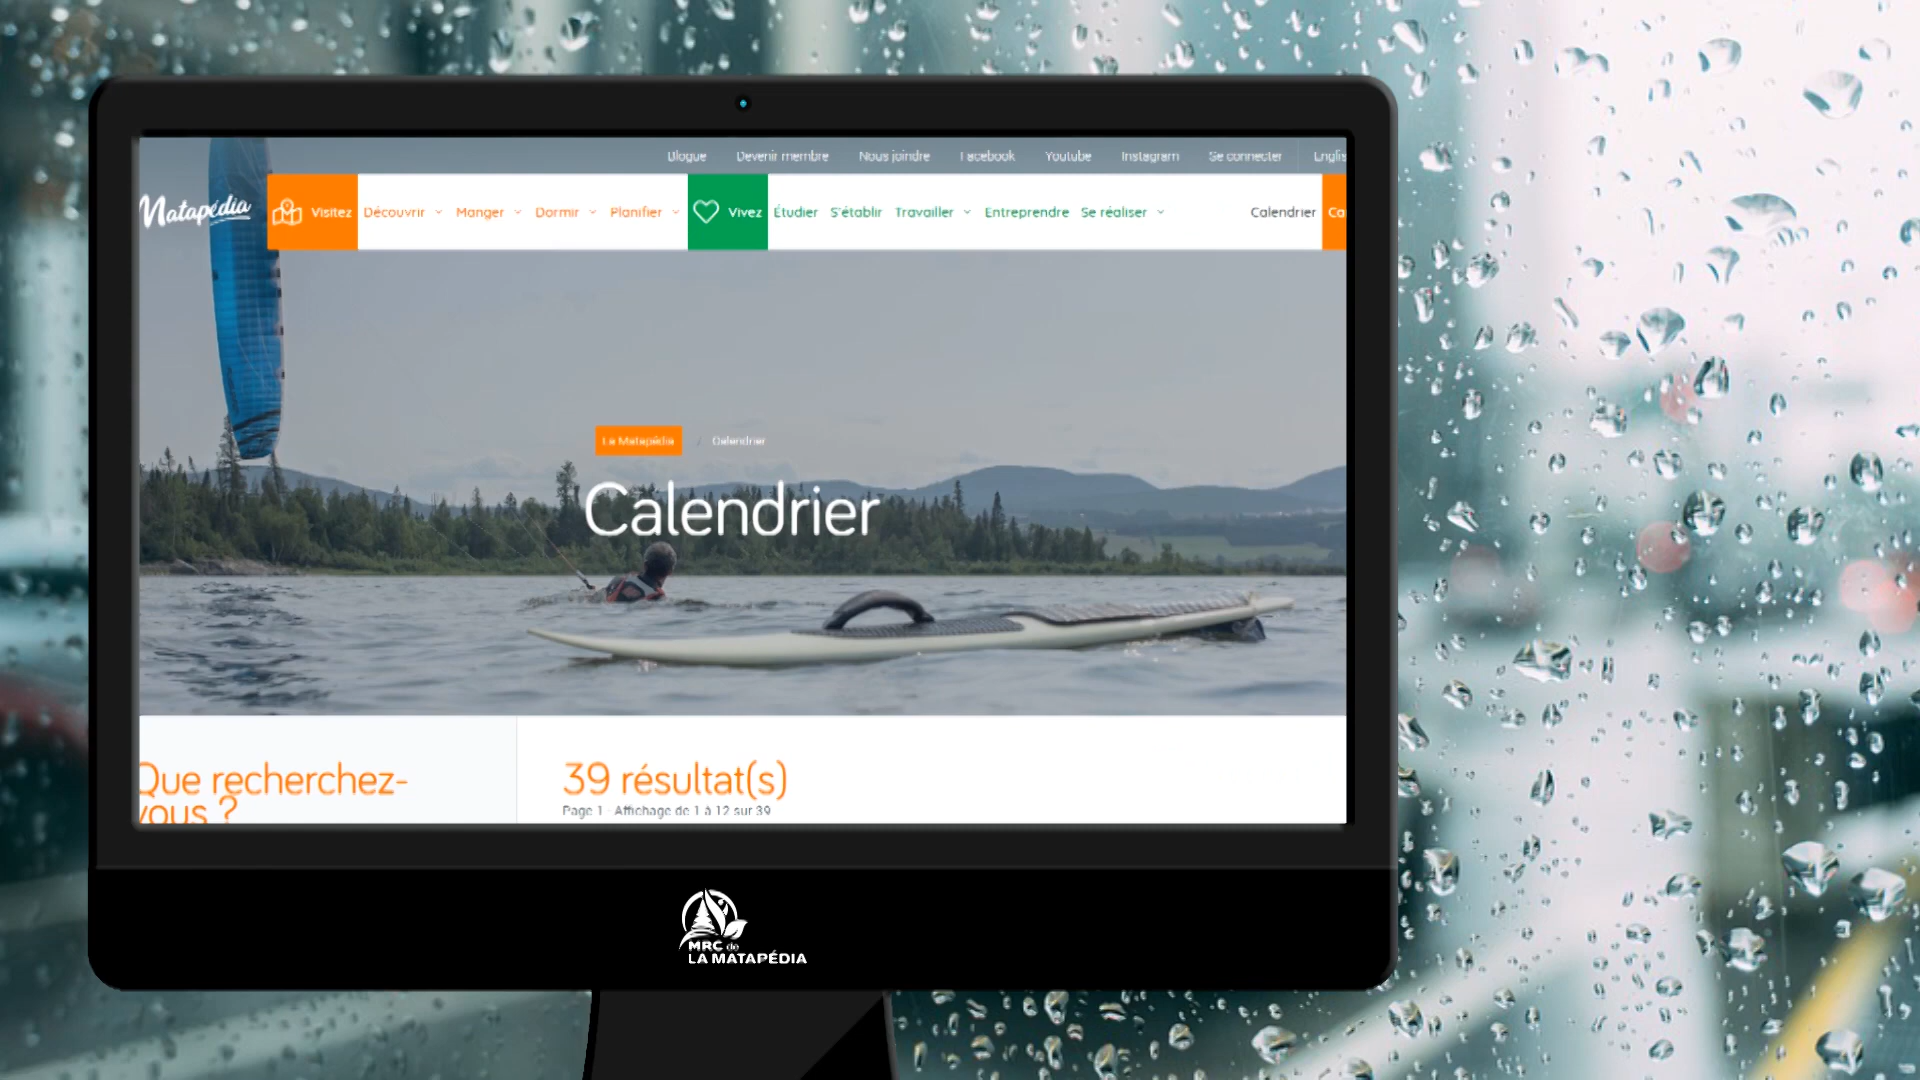 Blogue Devenir membre Nous joindre Facebook Youtube Instagram Se connecter Englis
Matapédia Visitez Découvrir Manger Dormir Planifier Vivez Étudier S'établir Travailler Entreprendre Se réaliser Calendrier Ca
La Matapédia / Calendrier
Calendrier
Que recherchez-
vous ?
39 résultat(s)
Page 1 - Affichage de 1 à 12 sur 39
MRC de
LA MATAPÉDIA